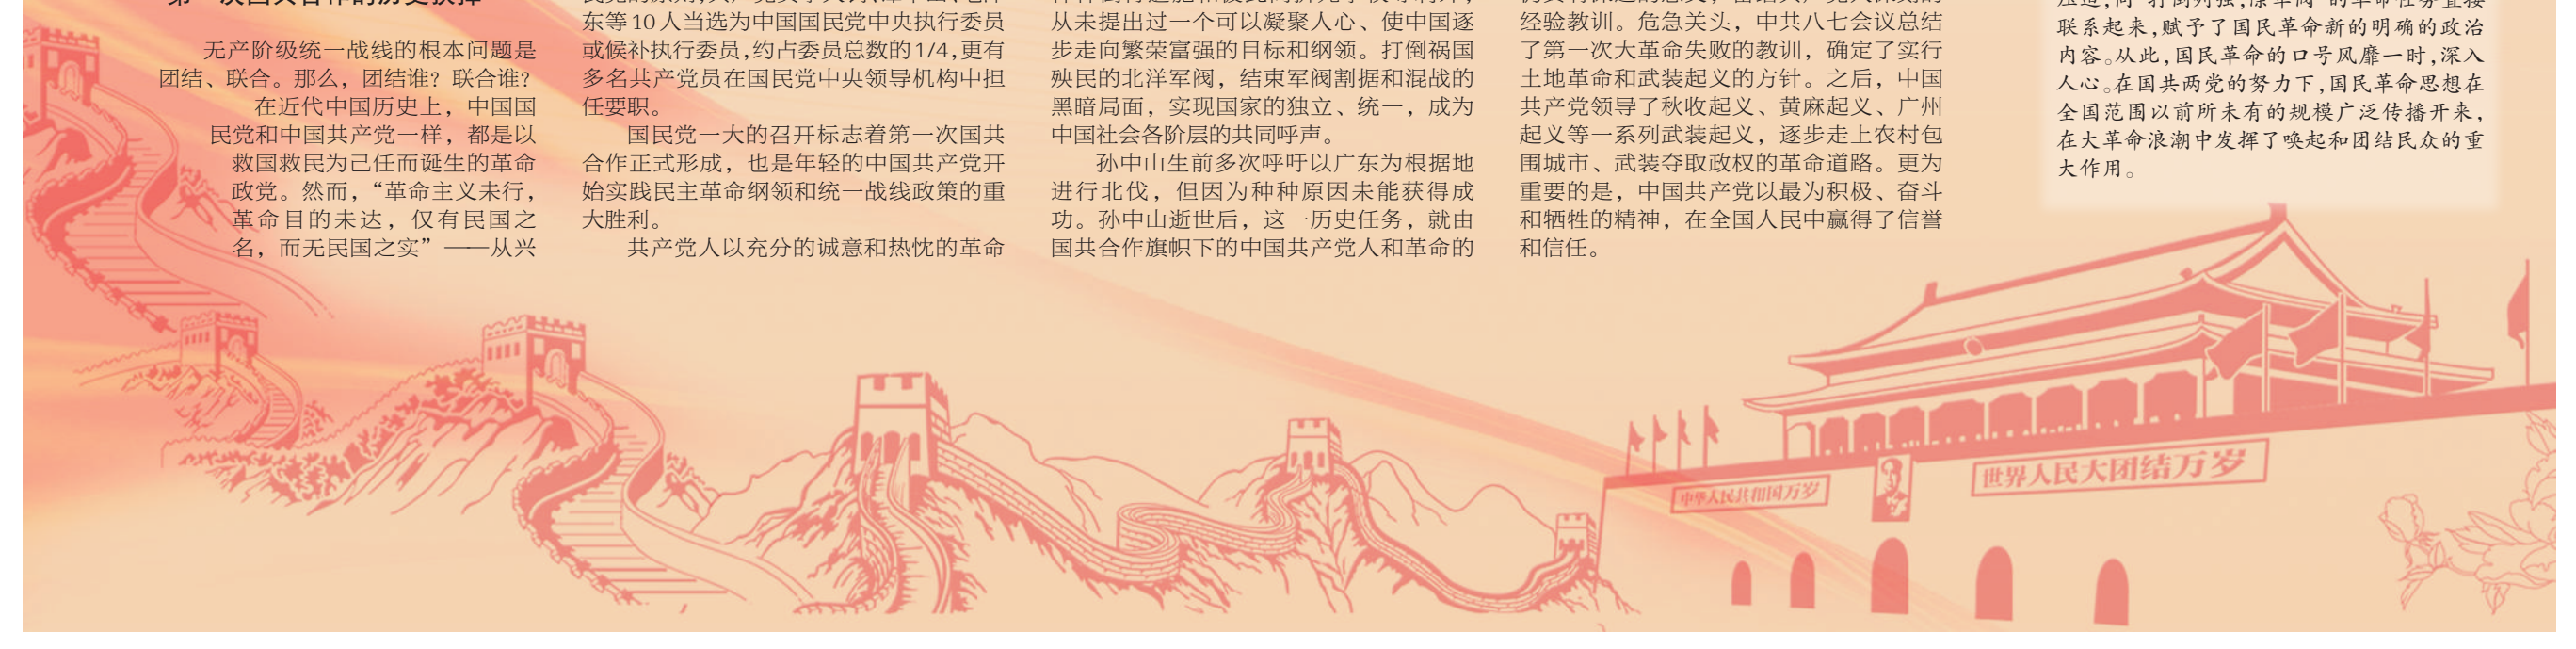 无产阶级统一战线的根本问题是
团结、联合。那么，团结谁？联合谁？
在近代中国历史上，中国国
民党和中国共产党一样，都是以
救国救民为己任而诞生的革命
政党。然而，“革命主义未行，
革命目的未达，仅有民国之
名，而无民国之实”——从兴
东等10人当选为中国国民党中央执行委员
或候补执行委员，约占委员总数的1/4，更有
多名共产党员在国民党中央领导机构中担
任要职。
国民党一大的召开标志着第一次国共
合作正式形成，也是年轻的中国共产党开
始实践民主革命纲领和统一战线政策的重
大胜利。
共产党人以充分的诚意和热忱的革命
从未提出过一个可以凝聚人心、使中国逐
步走向繁荣富强的目标和纲领。打倒祸国
殃民的北洋军阀，结束军阀割据和混战的
黑暗局面，实现国家的独立、统一，成为
中国社会各阶层的共同呼声。
孙中山生前多次呼吁以广东为根据地
进行北伐，但因为种种原因未能获得成
功。孙中山逝世后，这一历史任务，就由
国共合作旗帜下的中国共产党人和革命的
经验教训。危急关头，中共八七会议总结
了第一次大革命失败的教训，确定了实行
土地革命和武装起义的方针。之后，中国
共产党领导了秋收起义、黄麻起义、广州
起义等一系列武装起义，逐步走上农村包
围城市、武装夺取政权的革命道路。更为
重要的是，中国共产党以最为积极、奋斗
和牺牲的精神，在全国人民中赢得了信誉
和信任。
联系起来，赋予了国民革命新的明确的政治
内容。从此，国民革命的口号风靡一时，深入
人心。在国共两党的努力下，国民革命思想在
全国范围以前所未有的规模广泛传播开来，
在大革命浪潮中发挥了唤起和团结民众的重
大作用。
中华人民共和国万岁
世界人民大团结万岁